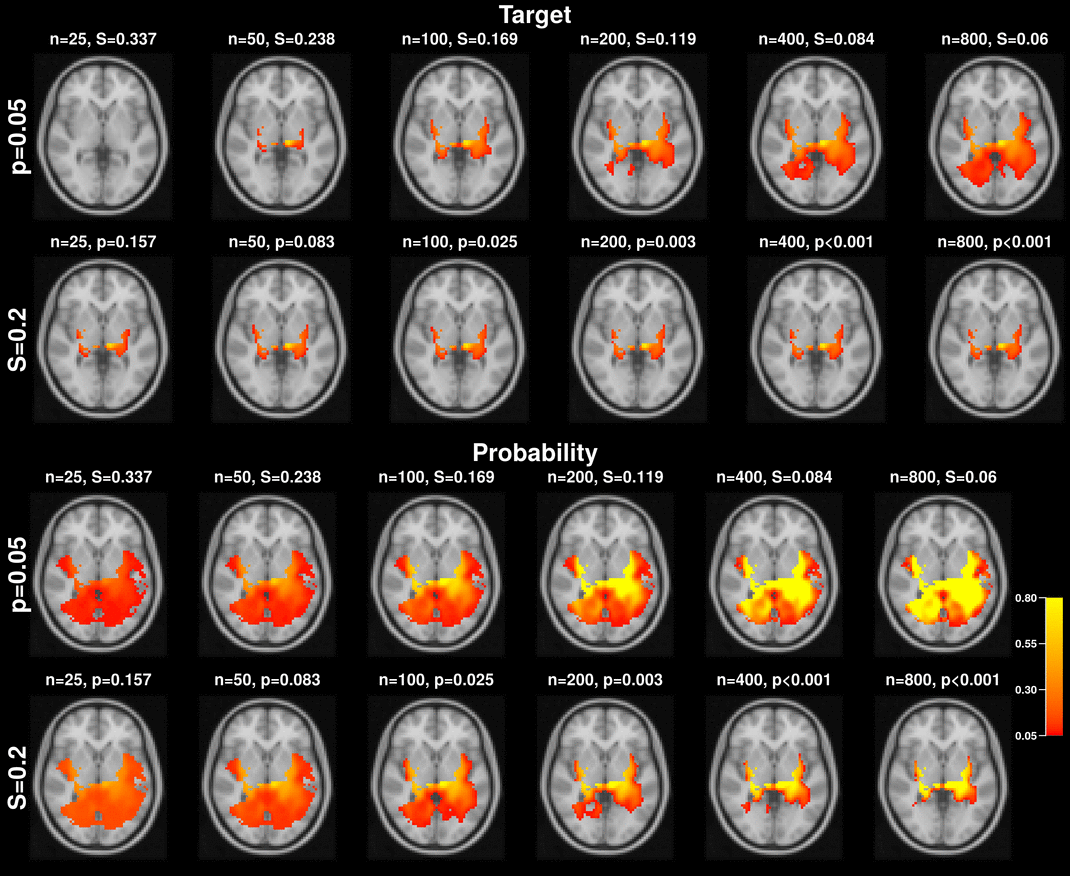 Target
n=25, S=0.337 n=50, S=0.238 n=100, S=0.169 n=200, S=0.119 n=400, S=0.084 n=800, S=0.06
p=0.05
n=25, p=0.157 n=50, p=0.083 n=100, p=0.025 n=200, p=0.003 n=400, p<0.001 n=800, p<0.001
S=0.2
Probability
n=25, S=0.337 n=50, S=0.238 n=100, S=0.169 n=200, S=0.119 n=400, S=0.084 n=800, S=0.06
p=0.05
0.80
0.55
0.30
0.05
n=25, p=0.157 n=50, p=0.083 n=100, p=0.025 n=200, p=0.003 n=400, p<0.001 n=800, p<0.001
S=0.2